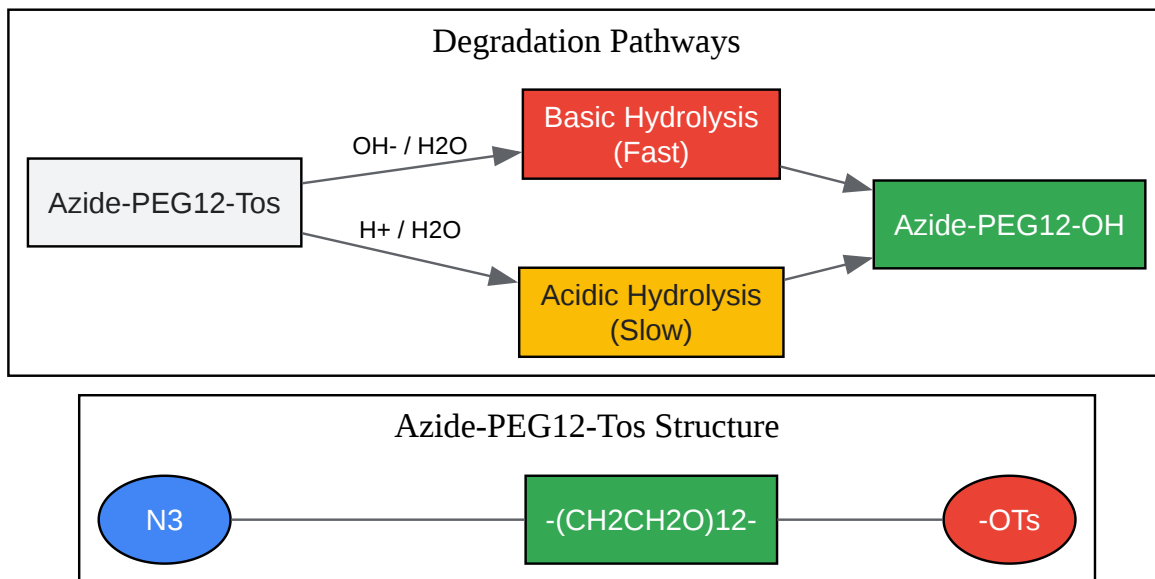 Degradation Pathways
Azide-PEG12-Tos
OH- / H2O
H+ / H2O
Basic Hydrolysis
(Fast)
Acidic Hydrolysis
(Slow)
Azide-PEG12-OH
Azide-PEG12-Tos Structure
N3
-(CH2CH2O)12-
-OTs